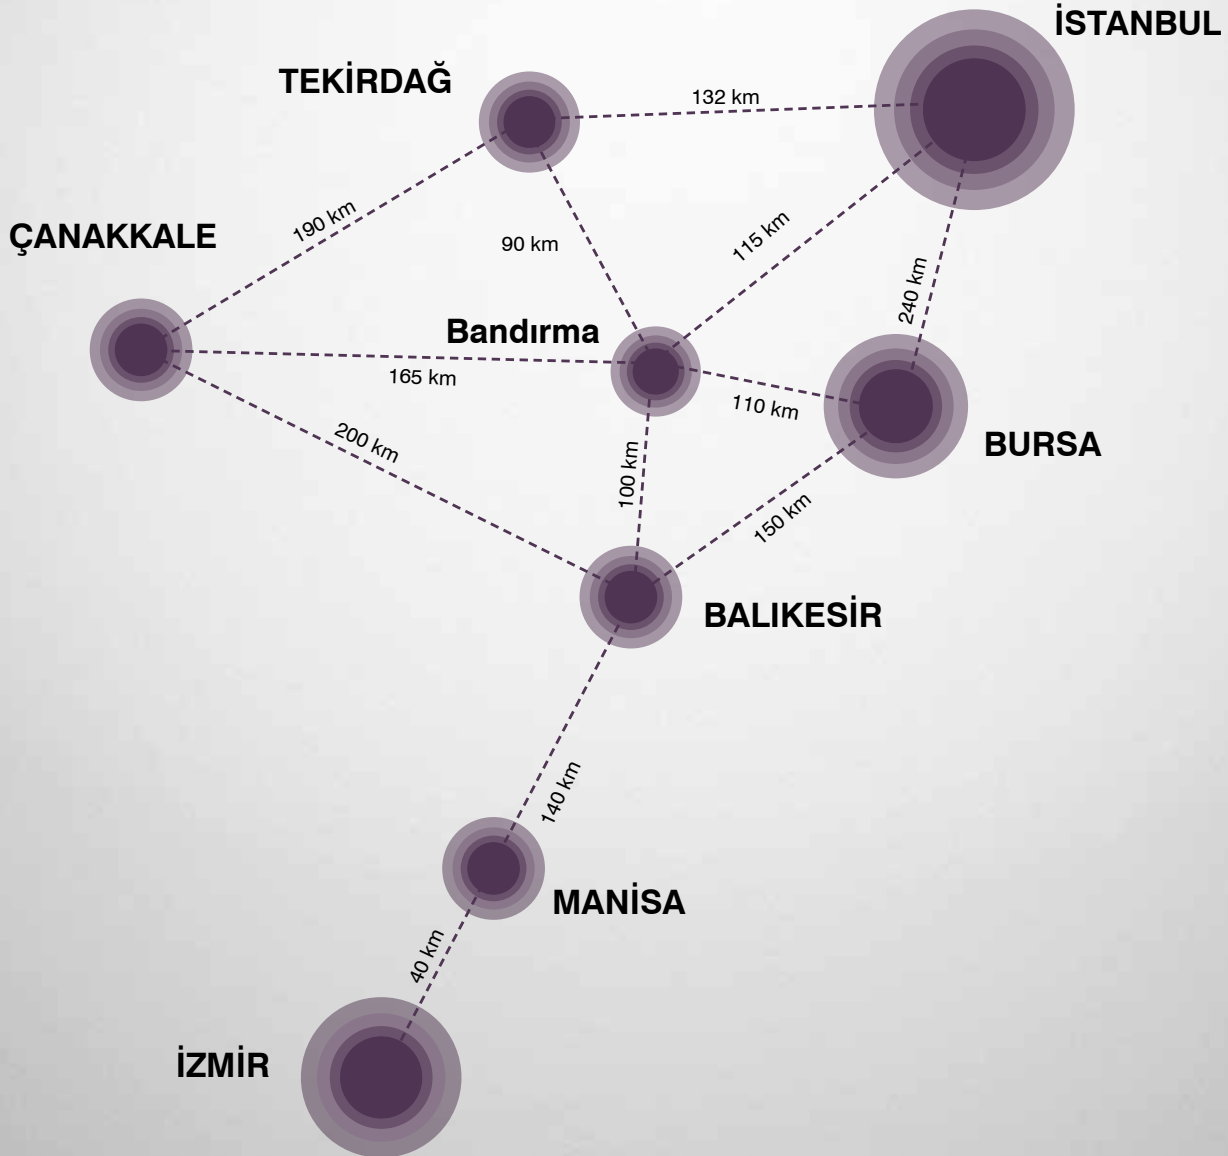 İSTANBUL
TEKİRDAĞ
132 km
190 km
ÇANAKKALE
90 km
115 km
240 km
Bandırma
165 km
110 km
BURSA
200 km
100 km
150 km
BALIKESİR
140 km
MANİSA
40 km
İZMİR